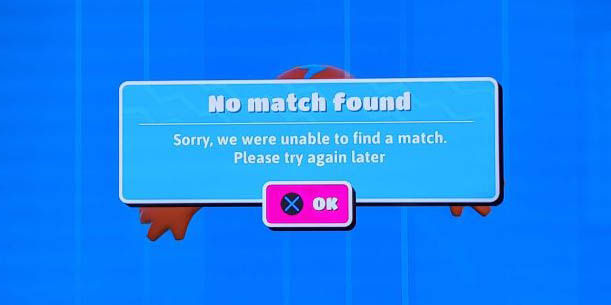 No match found
Sorry, we were unable to find a match.
Please try again later
OK